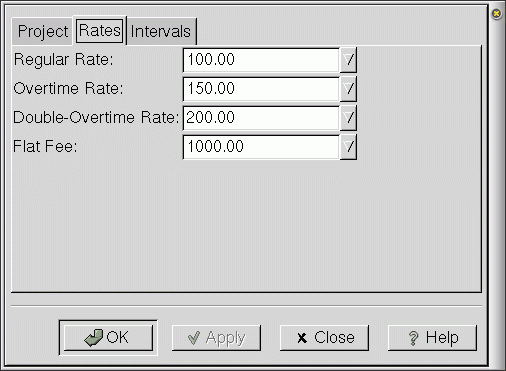 Project Rates Intervals
Regular Rate: 100.00
Overtime Rate: 150.00
Double-Overtime Rate: 200.00
Flat Fee: 1000.00
OK Apply Close ? Help